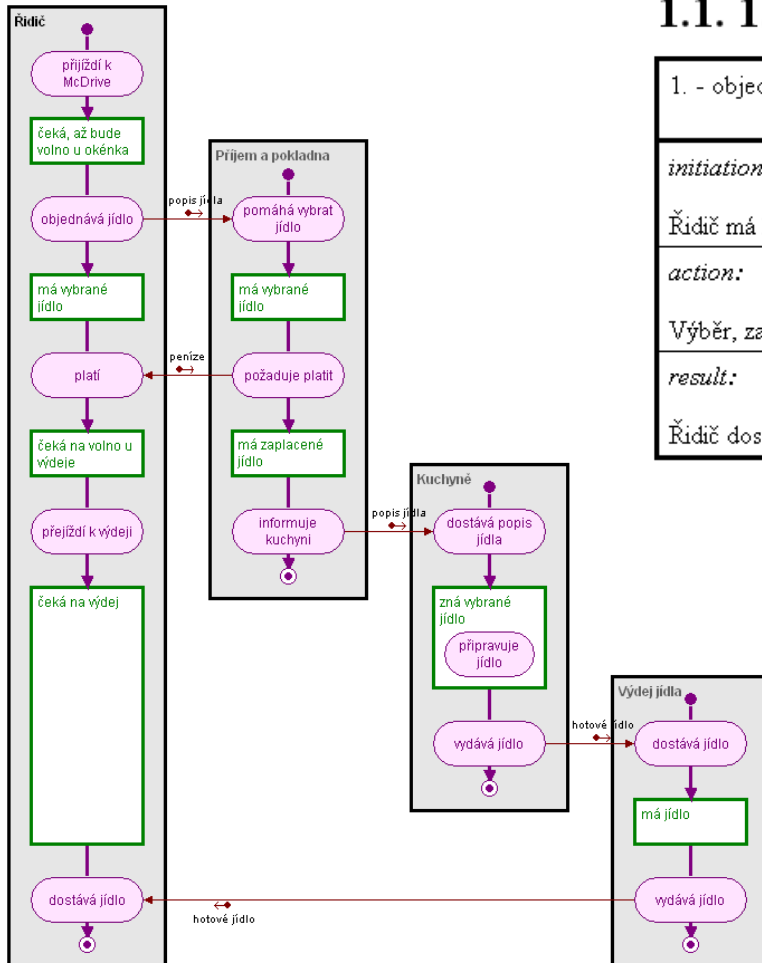 Řidič
přijíždí k
McDrive
čeká, až bude
volno u okénka
objednává jídlo
má vybrané
jídlo
platí
čeká na volno u
výdeje
přejíždí k výdeji
čeká na výdej
dostává jídlo
popis jídla
peníze
Příjem a pokladna
pomáhá vybrat
jídlo
má vybrané
jídlo
požaduje platit
má zaplacené
jídlo
informuje
kuchyni
popis jídla
Kuchyně
dostává popis
jídla
zná vybrané
jídlo
připravuje
jídlo
vydává jídlo
hotové jídlo
Výdej jídla
dostává jídlo
má jídlo
vydává jídlo
hotové jídlo
1.1. 1
1. - objed
initiation
Řidič má
action:
Výběr, za
result:
Řidič dos